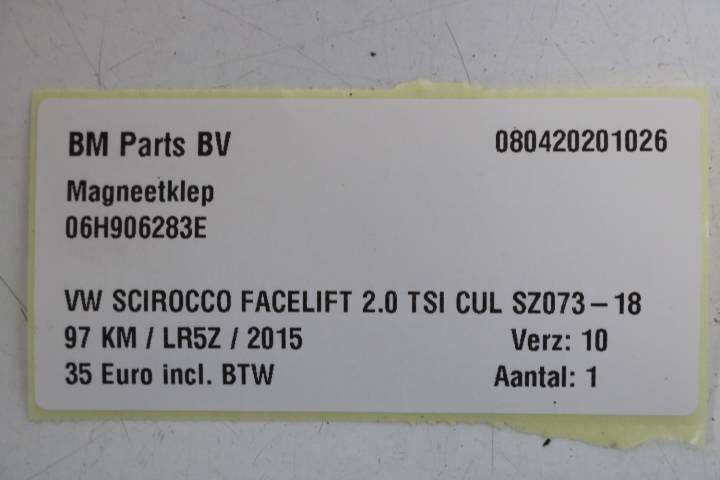 BM Parts BV 080420201026
Magneetklep
06H906283E
VW SCIROCCO FACELIFT 2.0 TSI CUL SZ073-18
97 KM / LR5Z / 2015 Verz: 10
35 Euro incl. BTW Aantal: 1